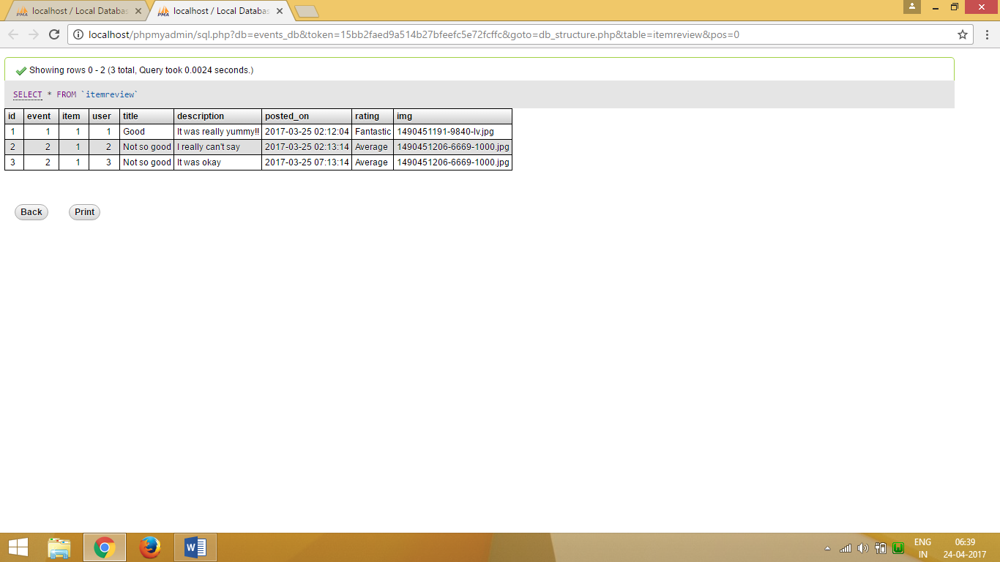 localhost / Local Databas localhost / Local Databas
localhost/phpmyadmin/sql.php?db=events_db&token=15bb2faed9a514b27bfeefc5e72fcffc&goto=db_structure.php&table=itemreview&pos=0
Showing rows 0 - 2 (3 total, Query took 0.0024 seconds.)
SELECT * FROM `itemreview`
id event item user title description posted_on rating img
1 1 1 1 Good It was really yummy!! 2017-03-25 02:12:04 Fantastic 1490451191-9840-lv.jpg
2 2 1 2 Not so good I really can't say 2017-03-25 02:13:14 Average 1490451206-6669-1000.jpg
3 2 1 3 Not so good It was okay 2017-03-25 07:13:14 Average 1490451206-6669-1000.jpg
Back Print
ENG 06:39
IN 24-04-2017